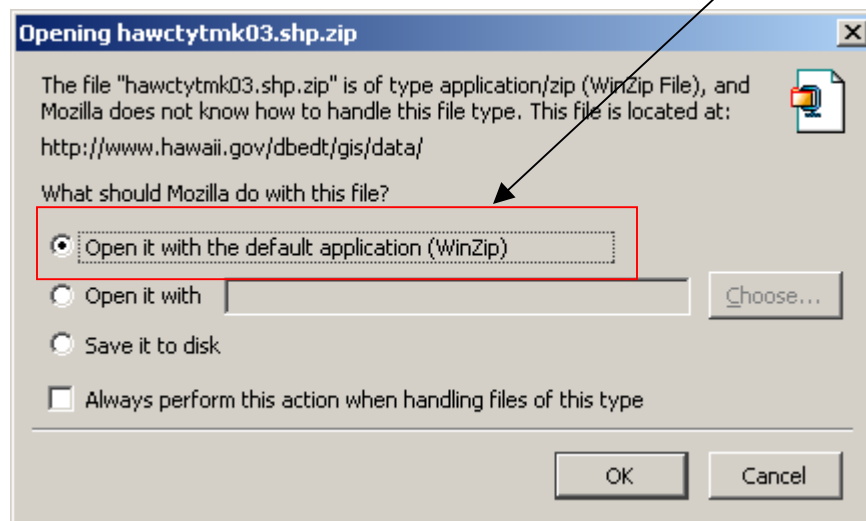 Opening hawctytmk03.shp.zip
The file "hawctytmk03.shp.zip" is of type application/zip (WinZip File), and
Mozilla does not know how to handle this file type. This file is located at:
http://www.hawaii.gov/dbedt/gis/data/
What should Mozilla do with this file?
Open it with the default application (WinZip)
Open it with
Choose...
Save it to disk
Always perform this action when handling files of this type
OK
Cancel